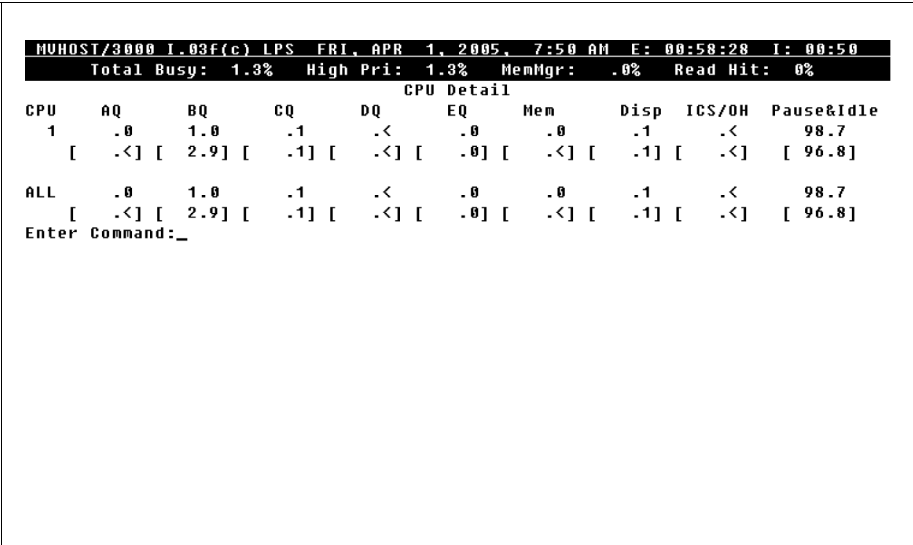 MVHOST/3000 I.03f(c) LPS FRI, APR 1, 2005, 7:50 AM E: 00:58:28 I: 00:50
Total Busy: 1.3% High Pri: 1.3% MemMgr: .0% Read Hit: 0%
CPU Detail
CPU AQ BQ CQ DQ EQ Mem Disp ICS/OH Pause&Idle
1 .0 1.0 .1 .< .0 .0 .1 .< 98.7
[ .<] [ 2.9] [ .1] [ .<] [ .0] [ .<] [ .1] [ .<] [ 96.8]
ALL .0 1.0 .1 .< .0 .0 .1 .< 98.7
[ .<] [ 2.9] [ .1] [ .<] [ .0] [ .<] [ .1] [ .<] [ 96.8]
Enter Command:_